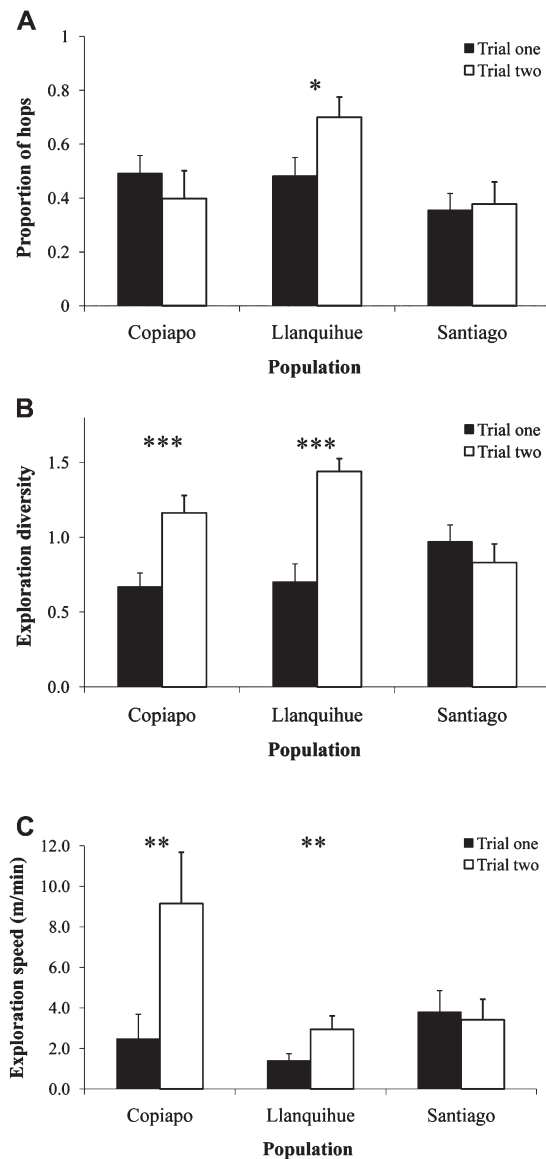 A
1
Trial one
Trial two
0.8
*
0.6
Proportion of hops
0.4
0.2
0
Copiapo Llanquihue Santiago
Population
B
Trial one
Trial two
*** ***
1.5
Exploration diversity
1.0
0.5
0.0
Copiapo Llanquihue Santiago
Population
C
12.0
** **
Trial one
Trial two
10.0
8.0
Exploration speed (m/min)
6.0
4.0
2.0
0.0
Copiapo Llanquihue Santiago
Population